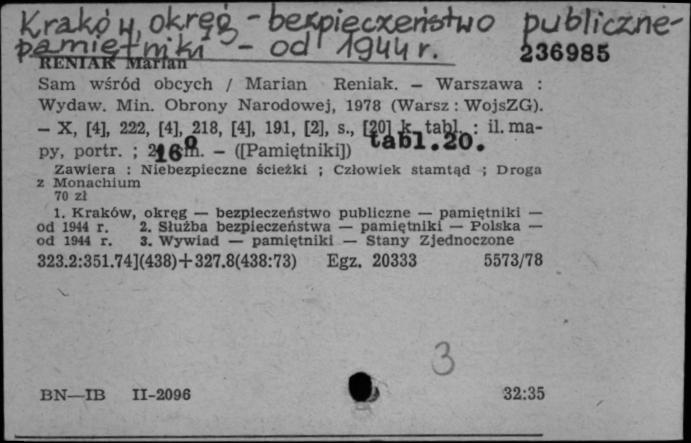 Kraków, okręg - bezpieczeństwo publiczne-
pamiętniki - od 1944 r.
236985
RENIAK Marian
Sam wśród obcych / Marian Reniak. — Warszawa :
Wydaw. Min. Obrony Narodowej, 1978 (Warsz : WojsZG).
— X, [4], 222, [4], 218, [4], 191, [2], s., [20] k. tabl. : il. ma-
tabl.20.
py, portr. ; 16° — ([Pamiętniki])
Zawiera : Niebezpieczne ścieżki ; Człowiek stamtąd ; Droga
z Monachium
70 zł
1. Kraków, okręg — bezpieczeństwo publiczne — pamiętniki —
od 1944 r. 2. Służba bezpieczeństwa — pamiętniki — Polska —
od 1944 r. 3. Wywiad — pamiętniki — Stany Zjednoczone
323.2:351.74](438)+327.8(438:73) Egz. 20333 5573/78
3
BN—IB II-2096 32:35